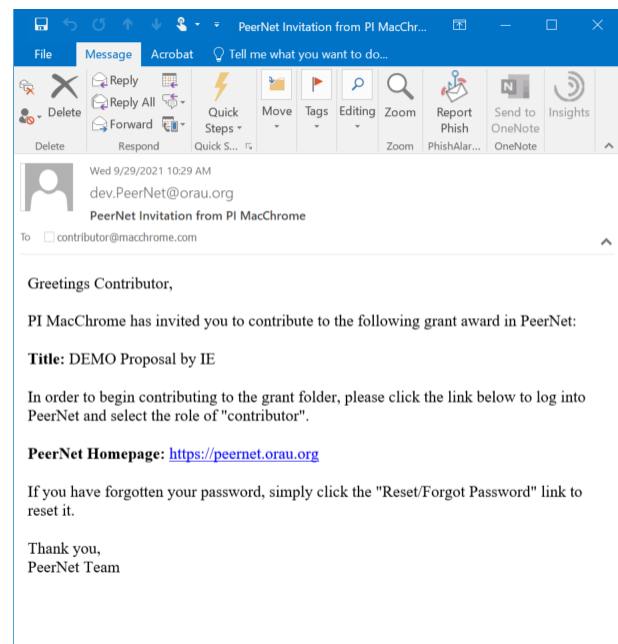 PeerNet Invitation from PI MacChr...
File Message Acrobat Tell me what you want to do...
Delete
Reply
Reply All
Forward
Quick Steps
Move
Tags
Editing
Zoom
Report Phish
Send to OneNote
Insights
Delete Respond Quick S... Zoom PhishAlar... OneNote
Wed 9/29/2021 10:29 AM
dev.PeerNet@orau.org
PeerNet Invitation from PI MacChrome
To contributor@macchrome.com
Greetings Contributor,
PI MacChrome has invited you to contribute to the following grant award in PeerNet:
Title: DEMO Proposal by IE
In order to begin contributing to the grant folder, please click the link below to log into
PeerNet and select the role of "contributor".
PeerNet Homepage: https://peernet.orau.org
If you have forgotten your password, simply click the "Reset/Forgot Password" link to
reset it.
Thank you,
PeerNet Team